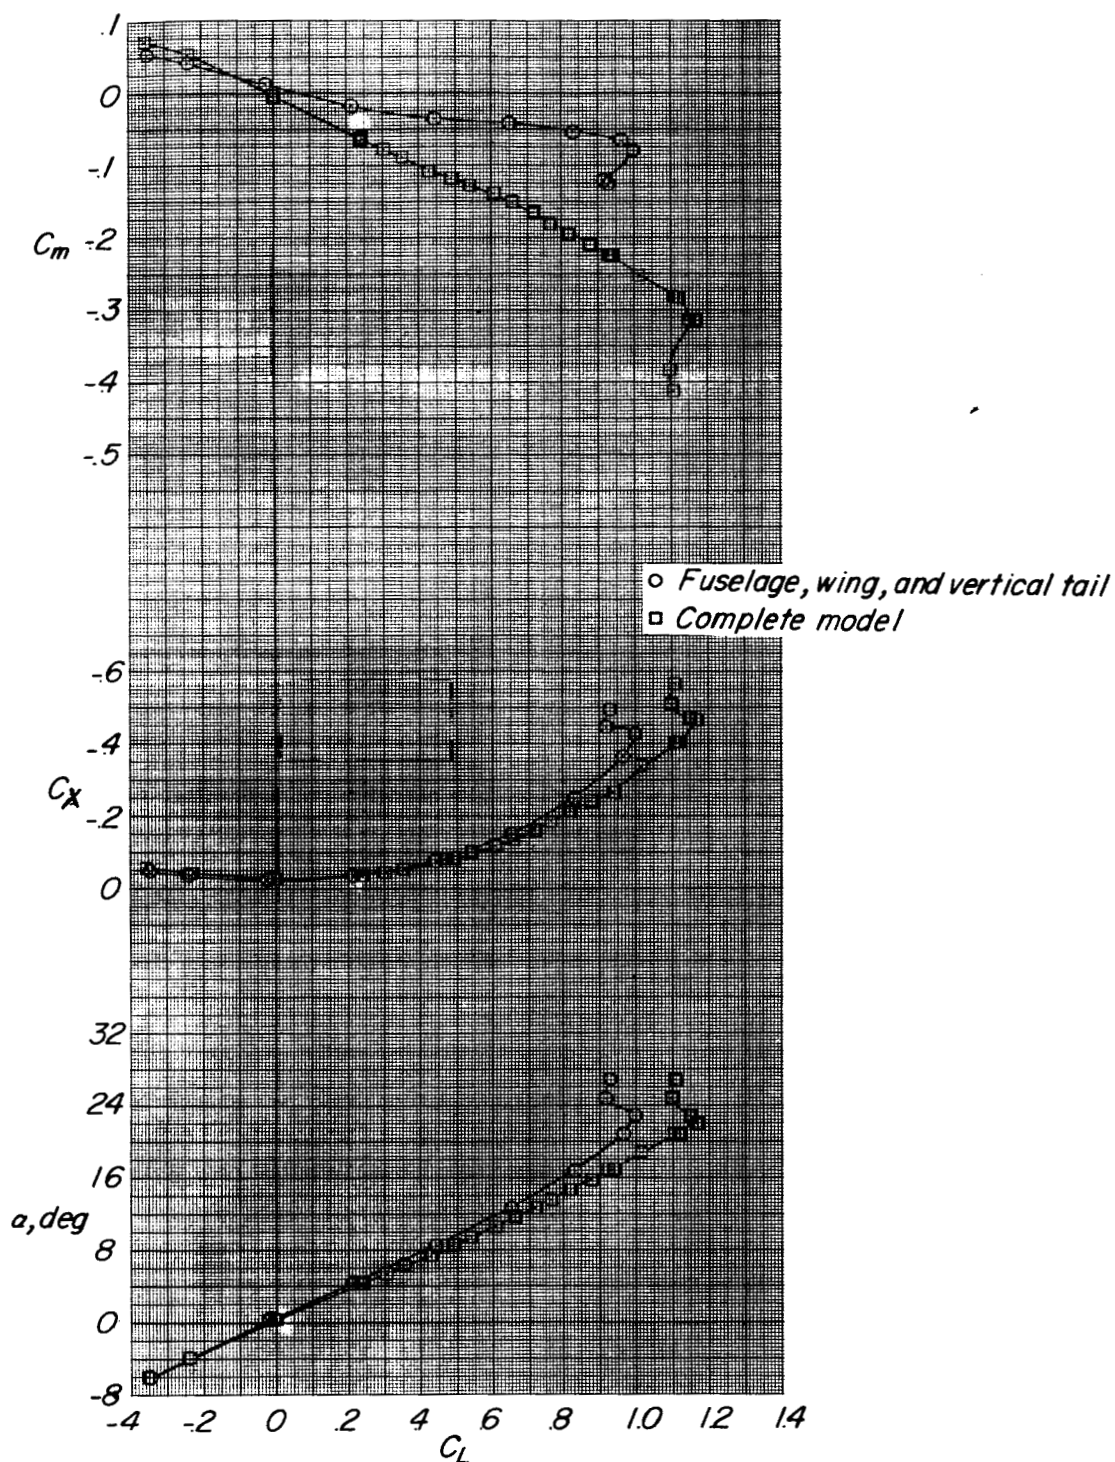 .1
0
-.1
Cm -.2
-.3
-.4
-.5
○ Fuselage, wing, and vertical tail
□ Complete model
-.6
-.4
CX
-.2
0
32
24
16
α, deg
8
0
-8
-.4 -.2 0 .2 .4 .6 .8 1.0 1.2 1.4
CL